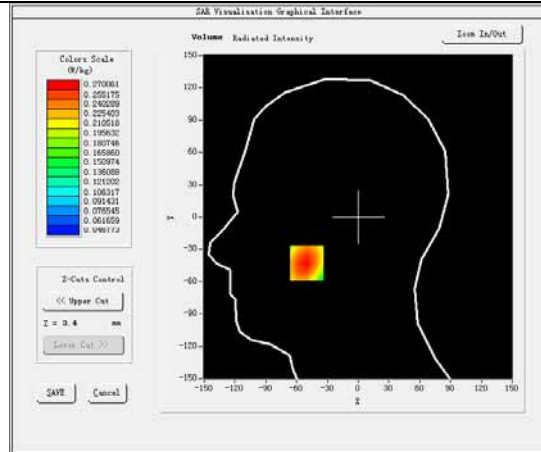 SAR Visualisation Graphical Interface
Volume Radiated Intensity
Zoom In/Out
Colors Scale
(W/kg)
0.270061
0.255175
0.240289
0.225403
0.210518
0.195632
0.180746
0.165860
0.150974
0.136088
0.121202
0.106317
0.091431
0.076545
0.061659
0.046773
Z-Cuts Control
<< Upper Cut
Z = 3.4 mm
Lower Cut >>
SAVE
Cancel
150-
120-
90-
60-
30-
Y
0-
-30-
-60-
-90-
-120-
-150-
-150 -120 -90 -60 -30 0 30 60 90 120 150
X